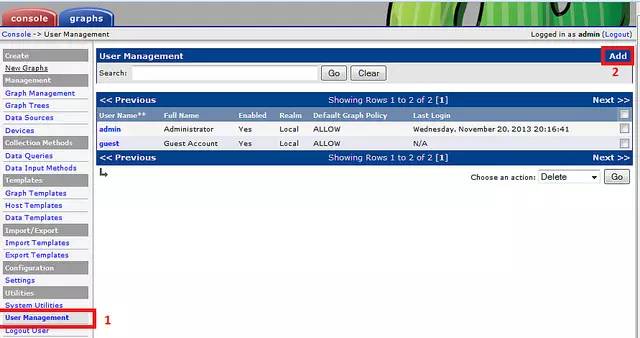 console graphs
Console -> User Management Logged in as admin (Logout)
Create
New Graphs
Management
Graph Management
Graph Trees
Data Sources
Devices
Collection Methods
Data Queries
Data Input Methods
Templates
Graph Templates
Host Templates
Data Templates
Import/Export
Import Templates
Export Templates
Configuration
Settings
Utilities
System Utilities
User Management 1
Logout User
User Management Add
2
Search: Go Clear
<< Previous Showing Rows 1 to 2 of 2 [1] Next >>
User Name** Full Name Enabled Realm Default Graph Policy Last Login
admin Administrator Yes Local ALLOW Wednesday, November 20, 2013 20:16:41
guest Guest Account Yes Local ALLOW N/A
<< Previous Showing Rows 1 to 2 of 2 [1] Next >>
Choose an action: Delete Go